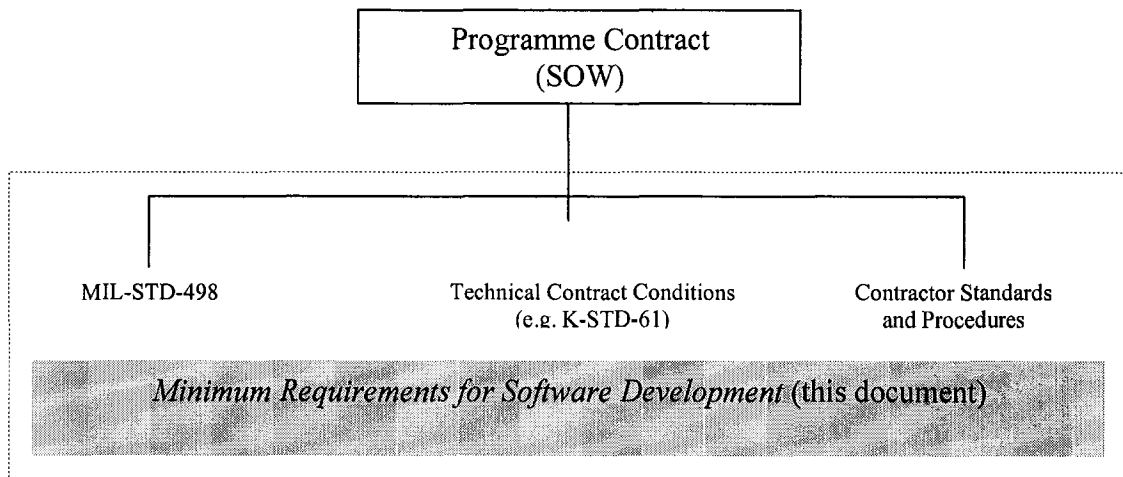 Programme Contract
(SOW)
MIL-STD-498
Technical Contract Conditions
(e.g. K-STD-61)
Contractor Standards
and Procedures
Minimum Requirements for Software Development (this document)